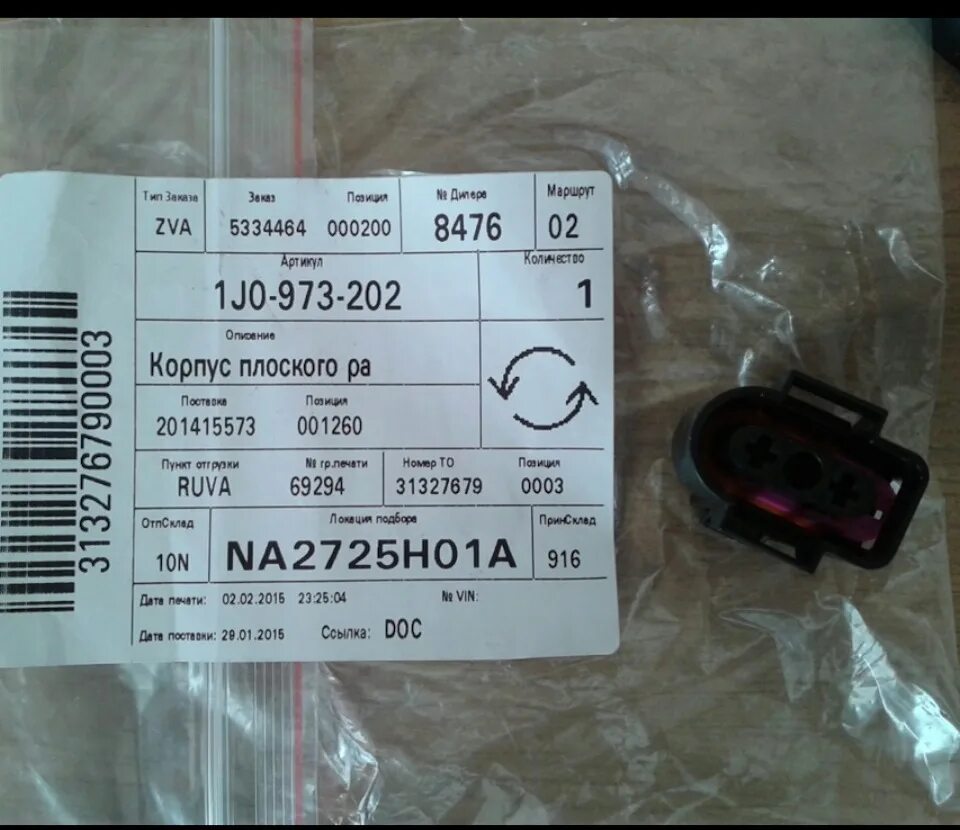 Тип Заказа Заказ Позиция № Дилера Маршрут
ZVA 5334464 000200 8476 02
Артикул Количество
1J0-973-202 1
Описание
Корпус плоского ра
Поставка Позиция
201415573 001260
Пункт отгрузки № гр.печати Номер ТО Позиция
RUVA 69294 31327679 0003
ОтпСклад Локация подбора ПринСклад
10N NA2725H01A 916
Дата печати: 02.02.2015 23:25:04 № VIN:
Дата поставки: 29.01.2015 Ссылка: DOC
313276790003